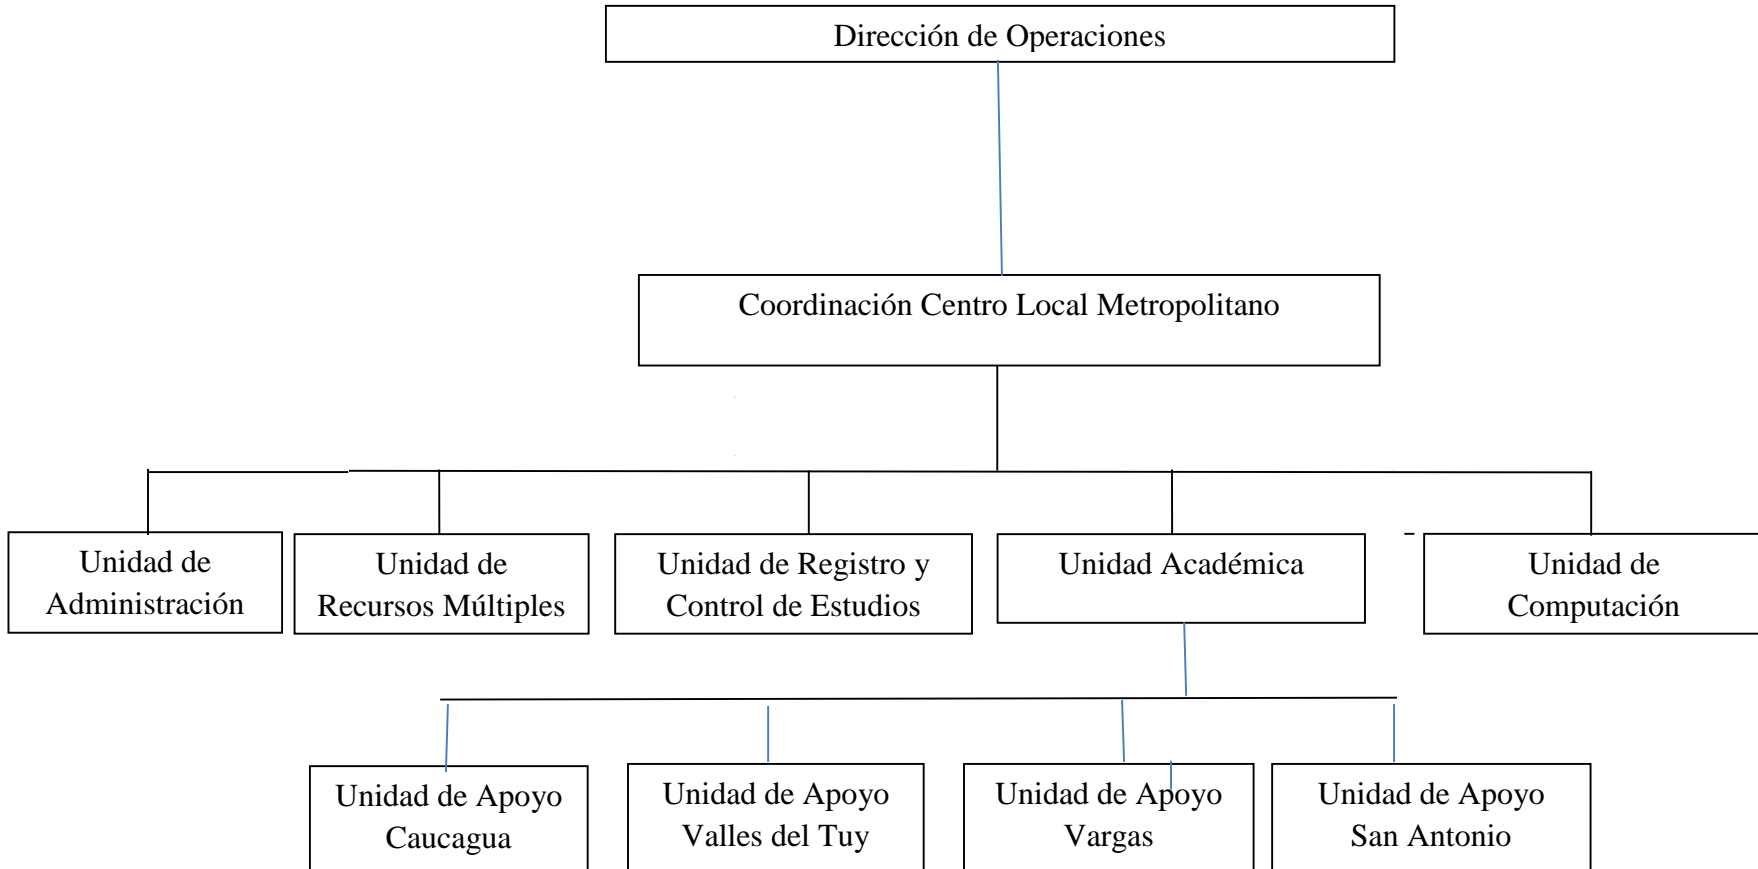 Dirección de Operaciones
Coordinación Centro Local Metropolitano
Unidad de
Administración
Unidad de
Recursos Múltiples
Unidad de Registro y
Control de Estudios
Unidad Académica
Unidad de
Computación
Unidad de Apoyo
Caucagua
Unidad de Apoyo
Valles del Tuy
Unidad de Apoyo
Vargas
Unidad de Apoyo
San Antonio